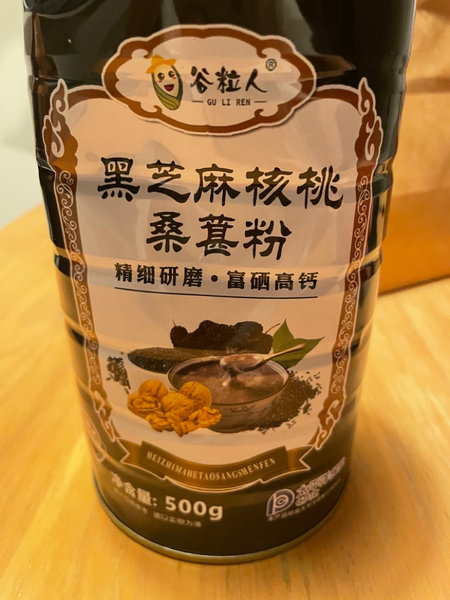 谷粒人®
GU LI REN
黑芝麻核桃
桑葚粉
精细研磨·富硒高钙
HEIZHIMAHETAOSANGSHENFEN
净含量: 500g